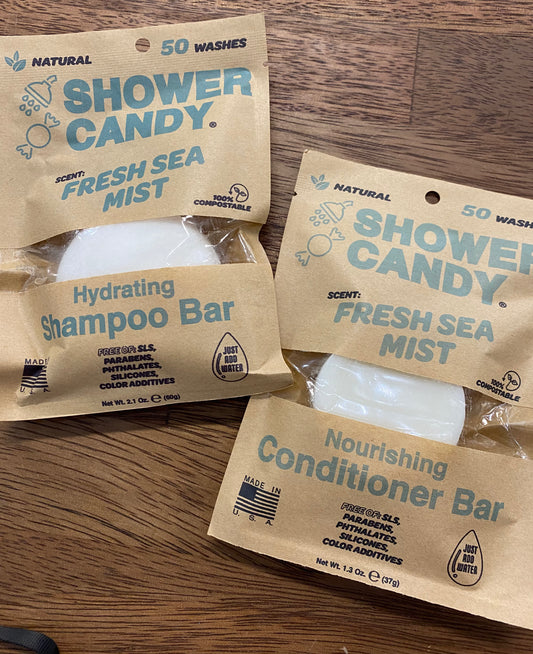 NATURAL
50 WASHES
SHOWER
CANDY®
SCENT:
FRESH SEA
MIST
100%
COMPOSTABLE
Hydrating
Shampoo Bar
MADE IN
U.S.A.
FREE OF: SLS,
PARABENS,
PHTHALATES,
SILICONES,
COLOR ADDITIVES
JUST
ADD
WATER
Net Wt. 2.1 Oz. ℮ (60g)
NATURAL
50 WASHES
SHOWER
CANDY®
SCENT:
FRESH SEA
MIST
100%
COMPOSTABLE
Nourishing
Conditioner Bar
MADE IN
U.S.A.
FREE OF: SLS,
PARABENS,
PHTHALATES,
SILICONES,
COLOR ADDITIVES
JUST
ADD
WATER
Net Wt. 1.3 Oz. ℮ (37g)